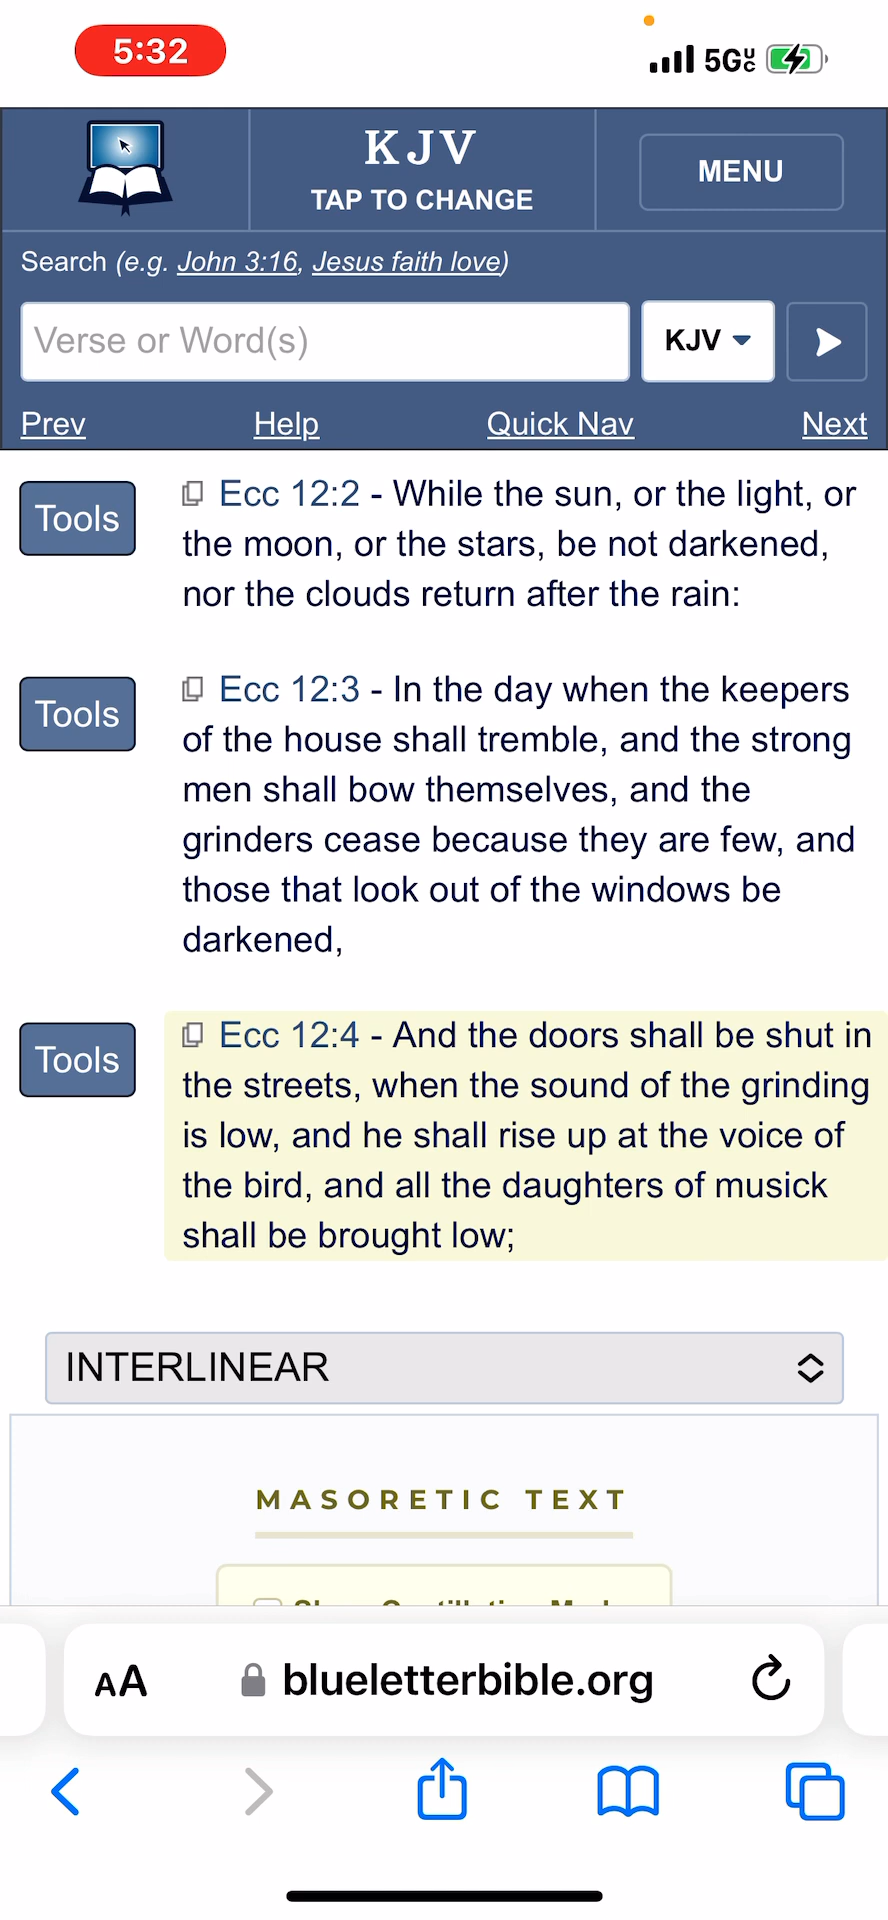 5:32
5G UC
KJV
TAP TO CHANGE
MENU
Search (e.g. John 3:16, Jesus faith love)
Verse or Word(s)
KJV
Prev Help Quick Nav Next
Tools
Ecc 12:2 - While the sun, or the light, or
the moon, or the stars, be not darkened,
nor the clouds return after the rain:
Tools
Ecc 12:3 - In the day when the keepers
of the house shall tremble, and the strong
men shall bow themselves, and the
grinders cease because they are few, and
those that look out of the windows be
darkened,
Tools
Ecc 12:4 - And the doors shall be shut in
the streets, when the sound of the grinding
is low, and he shall rise up at the voice of
the bird, and all the daughters of musick
shall be brought low;
INTERLINEAR
MASORETIC TEXT
AA blueletterbible.org